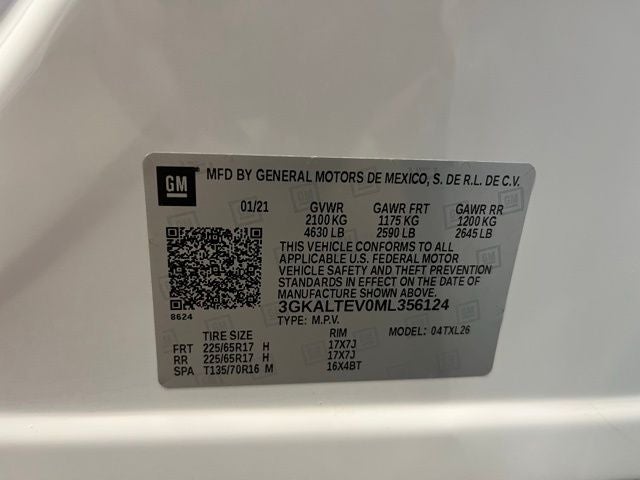 GM
MFD BY GENERAL MOTORS DE MEXICO, S. DE R.L. DE C.V.
01/21 GVWR GAWR FRT GAWR RR
2100 KG 1175 KG 1200 KG
4630 LB 2590 LB 2645 LB
THIS VEHICLE CONFORMS TO ALL
APPLICABLE U.S. FEDERAL MOTOR
VEHICLE SAFETY AND THEFT PREVENTION
STANDARDS IN EFFECT ON THE DATE OF
MANUFACTURE SHOWN ABOVE.
3GKALTEV0ML356124
8624
TYPE: M.P.V. MODEL: 04TXL26
TIRE SIZE RIM
FRT 225/65R17 H 17X7J
RR 225/65R17 H 17X7J
SPA T135/70R16 M 16X4BT